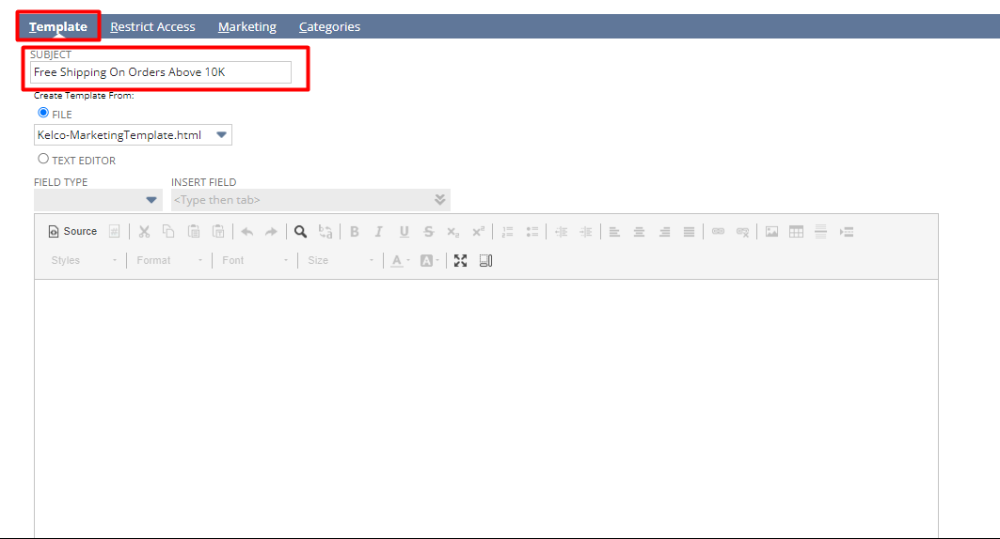 Template Restrict Access Marketing Categories
SUBJECT
Free Shipping On Orders Above 10K
Create Template From:
FILE
Kelco-MarketingTemplate.html
TEXT EDITOR
FIELD TYPE INSERT FIELD
<Type then tab>
Source
Styles Format Font Size